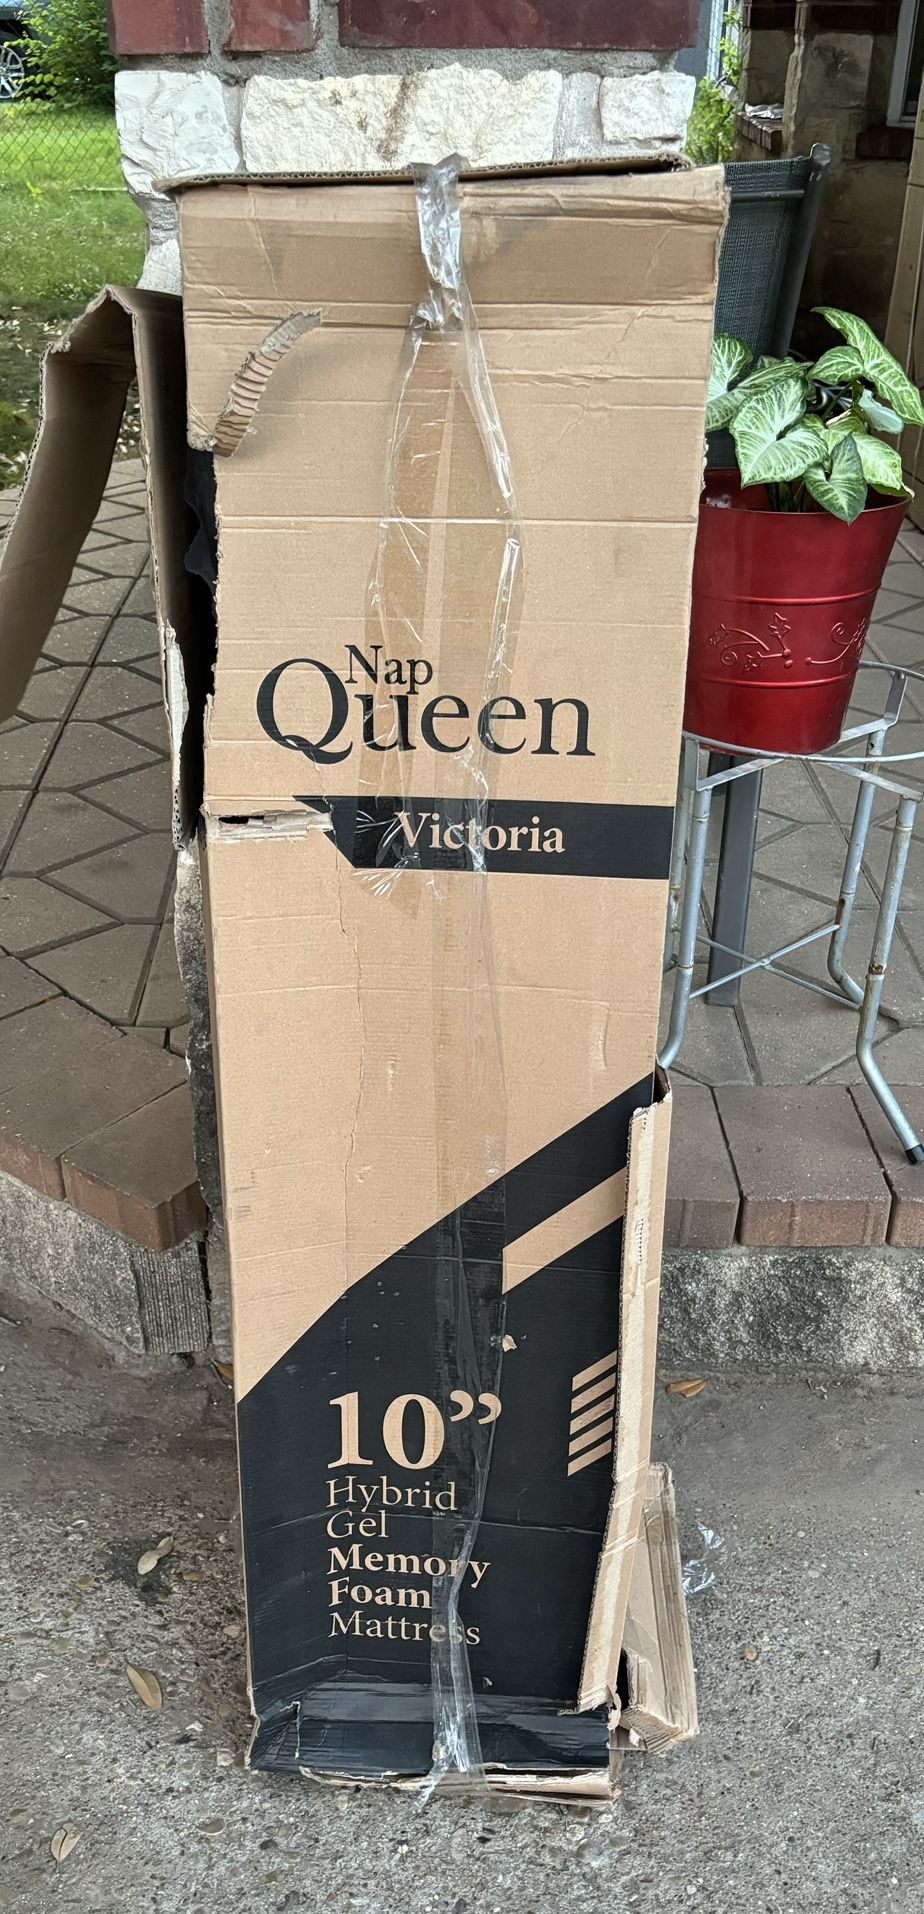 Nap
Queen
Victoria
10”
Hybrid
Gel
Memory
Foam
Mattress